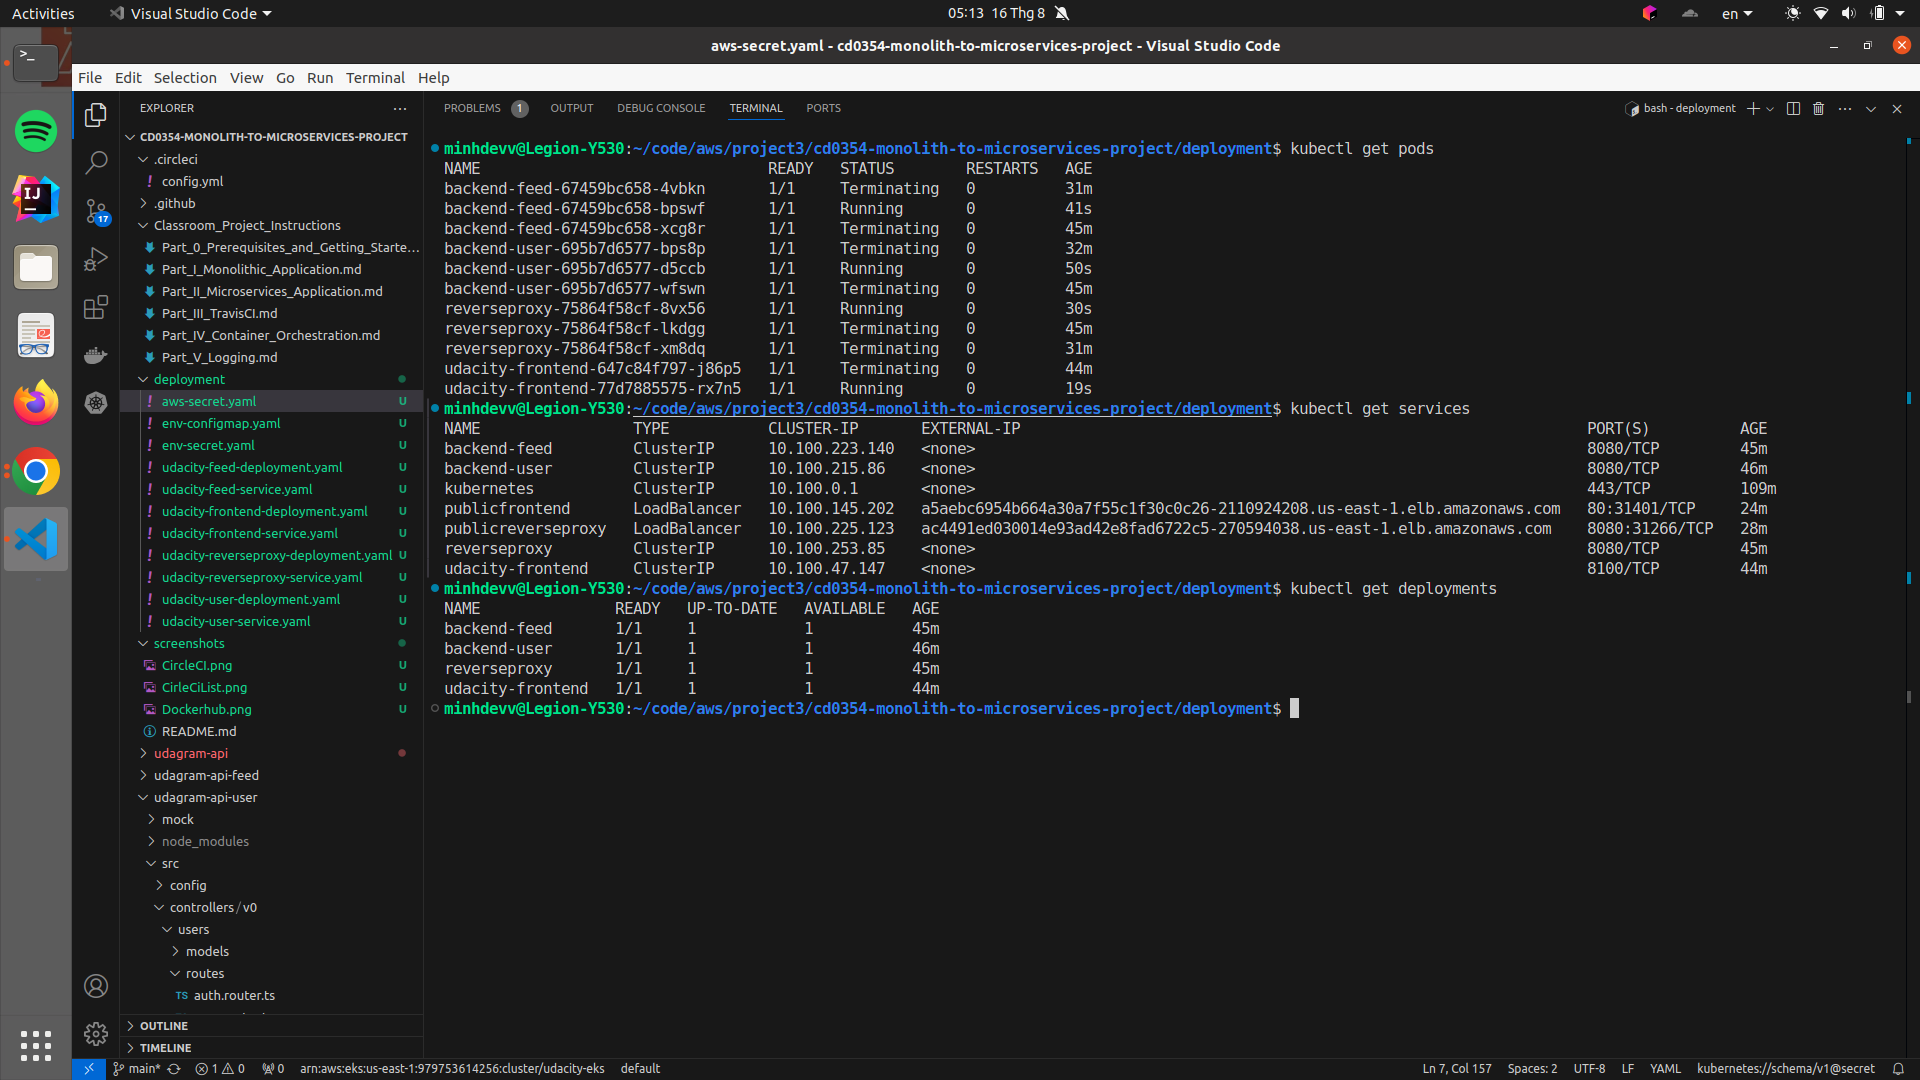 Activities
Visual Studio Code
05:13 16 Thg 8
en
aws-secret.yaml - cd0354-monolith-to-microservices-project - Visual Studio Code
File Edit Selection View Go Run Terminal Help
EXPLORER
CD0354-MONOLITH-TO-MICROSERVICES-PROJECT
.circleci
config.yml
.github
Classroom_Project_Instructions
Part_0_Prerequisites_and_Getting_Starte...
Part_I_Monolithic_Application.md
Part_II_Microservices_Application.md
Part_III_TravisCI.md
Part_IV_Container_Orchestration.md
Part_V_Logging.md
deployment
aws-secret.yaml U
env-configmap.yaml U
env-secret.yaml U
udacity-feed-deployment.yaml U
udacity-feed-service.yaml U
udacity-frontend-deployment.yaml U
udacity-frontend-service.yaml U
udacity-reverseproxy-deployment.yaml U
udacity-reverseproxy-service.yaml U
udacity-user-deployment.yaml U
udacity-user-service.yaml U
screenshots
CircleCI.png U
CirleCiList.png U
Dockerhub.png U
README.md
udagram-api
udagram-api-feed
udagram-api-user
mock
node_modules
src
config
controllers/v0
users
models
routes
TS auth.router.ts
OUTLINE
TIMELINE
17
PROBLEMS 1 OUTPUT DEBUG CONSOLE TERMINAL PORTS
bash - deployment
minhdevv@Legion-Y530:~/code/aws/project3/cd0354-monolith-to-microservices-project/deployment$ kubectl get pods
NAME READY STATUS RESTARTS AGE
backend-feed-67459bc658-4vbkn 1/1 Terminating 0 31m
backend-feed-67459bc658-bpswf 1/1 Running 0 41s
backend-feed-67459bc658-xcg8r 1/1 Terminating 0 45m
backend-user-695b7d6577-bps8p 1/1 Terminating 0 32m
backend-user-695b7d6577-d5ccb 1/1 Running 0 50s
backend-user-695b7d6577-wfswn 1/1 Terminating 0 45m
reverseproxy-75864f58cf-8vx56 1/1 Running 0 30s
reverseproxy-75864f58cf-lkdgg 1/1 Terminating 0 45m
reverseproxy-75864f58cf-xm8dq 1/1 Terminating 0 31m
udacity-frontend-647c84f797-j86p5 1/1 Terminating 0 44m
udacity-frontend-77d7885575-rx7n5 1/1 Running 0 19s
minhdevv@Legion-Y530:~/code/aws/project3/cd0354-monolith-to-microservices-project/deployment$ kubectl get services
NAME TYPE CLUSTER-IP EXTERNAL-IP PORT(S) AGE
backend-feed ClusterIP 10.100.223.140 <none> 8080/TCP 45m
backend-user ClusterIP 10.100.215.86 <none> 8080/TCP 46m
kubernetes ClusterIP 10.100.0.1 <none> 443/TCP 109m
publicfrontend LoadBalancer 10.100.145.202 a5aebc6954b664a30a7f55c1f30c0c26-2110924208.us-east-1.elb.amazonaws.com 80:31401/TCP 24m
publicreverseproxy LoadBalancer 10.100.225.123 ac4491ed030014e93ad42e8fad6722c5-270594038.us-east-1.elb.amazonaws.com 8080:31266/TCP 28m
reverseproxy ClusterIP 10.100.253.85 <none> 8080/TCP 45m
udacity-frontend ClusterIP 10.100.47.147 <none> 8100/TCP 44m
minhdevv@Legion-Y530:~/code/aws/project3/cd0354-monolith-to-microservices-project/deployment$ kubectl get deployments
NAME READY UP-TO-DATE AVAILABLE AGE
backend-feed 1/1 1 1 45m
backend-user 1/1 1 1 46m
reverseproxy 1/1 1 1 45m
udacity-frontend 1/1 1 1 44m
minhdevv@Legion-Y530:~/code/aws/project3/cd0354-monolith-to-microservices-project/deployment$
main* 1 0 0 arn:aws:eks:us-east-1:979753614256:cluster/udacity-eks default
Ln 7, Col 157 Spaces: 2 UTF-8 LF YAML kubernetes://schema/v1@secret